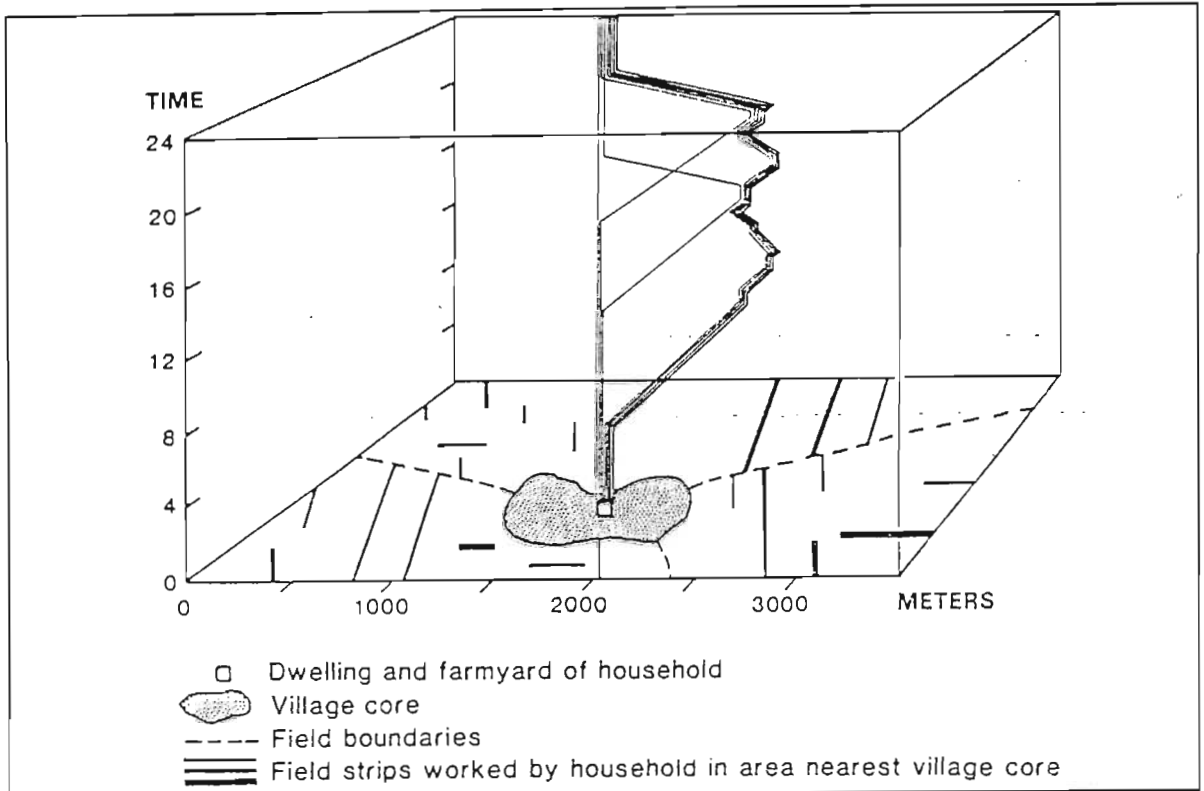 TIME
24
20
16
12
8
4
0
0 1000 2000 3000 METERS
Dwelling and farmyard of household
Village core
Field boundaries
Field strips worked by household in area nearest village core